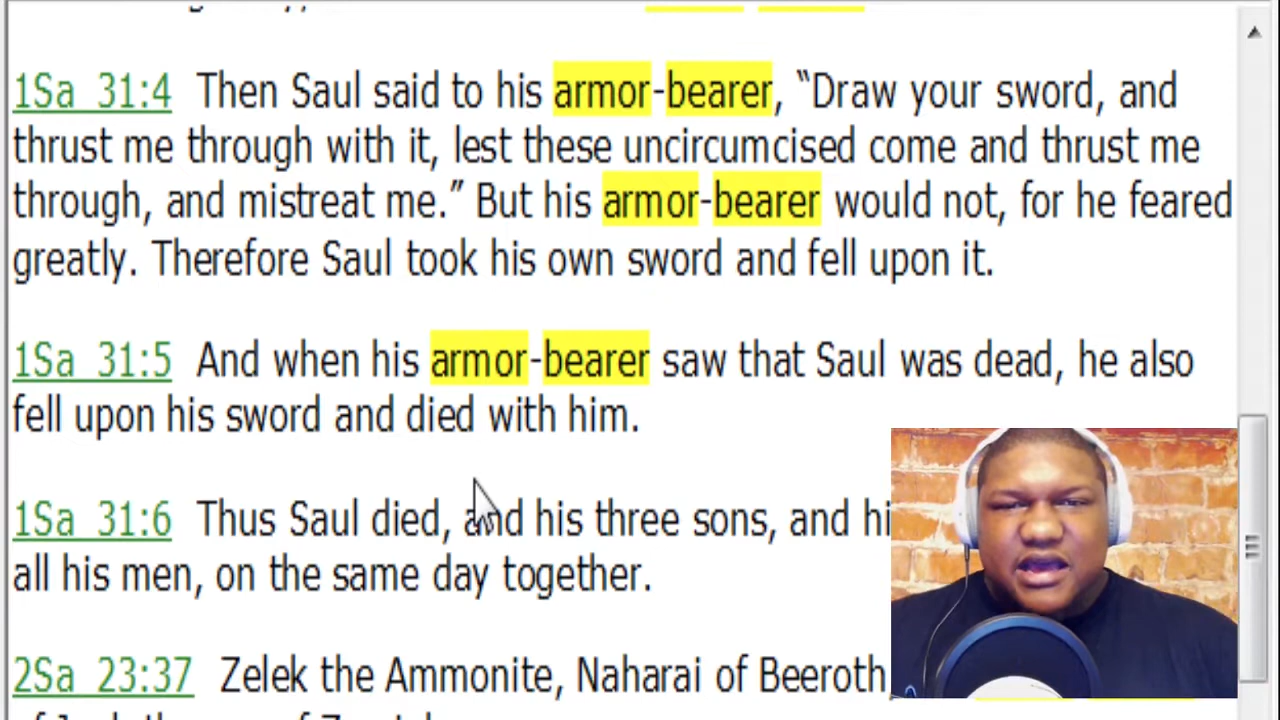 1Sa 31:4 Then Saul said to his armor-bearer, “Draw your sword, and
thrust me through with it, lest these uncircumcised come and thrust me
through, and mistreat me.” But his armor-bearer would not, for he feared
greatly. Therefore Saul took his own sword and fell upon it.
1Sa 31:5 And when his armor-bearer saw that Saul was dead, he also
fell upon his sword and died with him.
1Sa 31:6 Thus Saul died, and his three sons, and hi
all his men, on the same day together.
2Sa 23:37 Zelek the Ammonite, Naharai of Beeroth